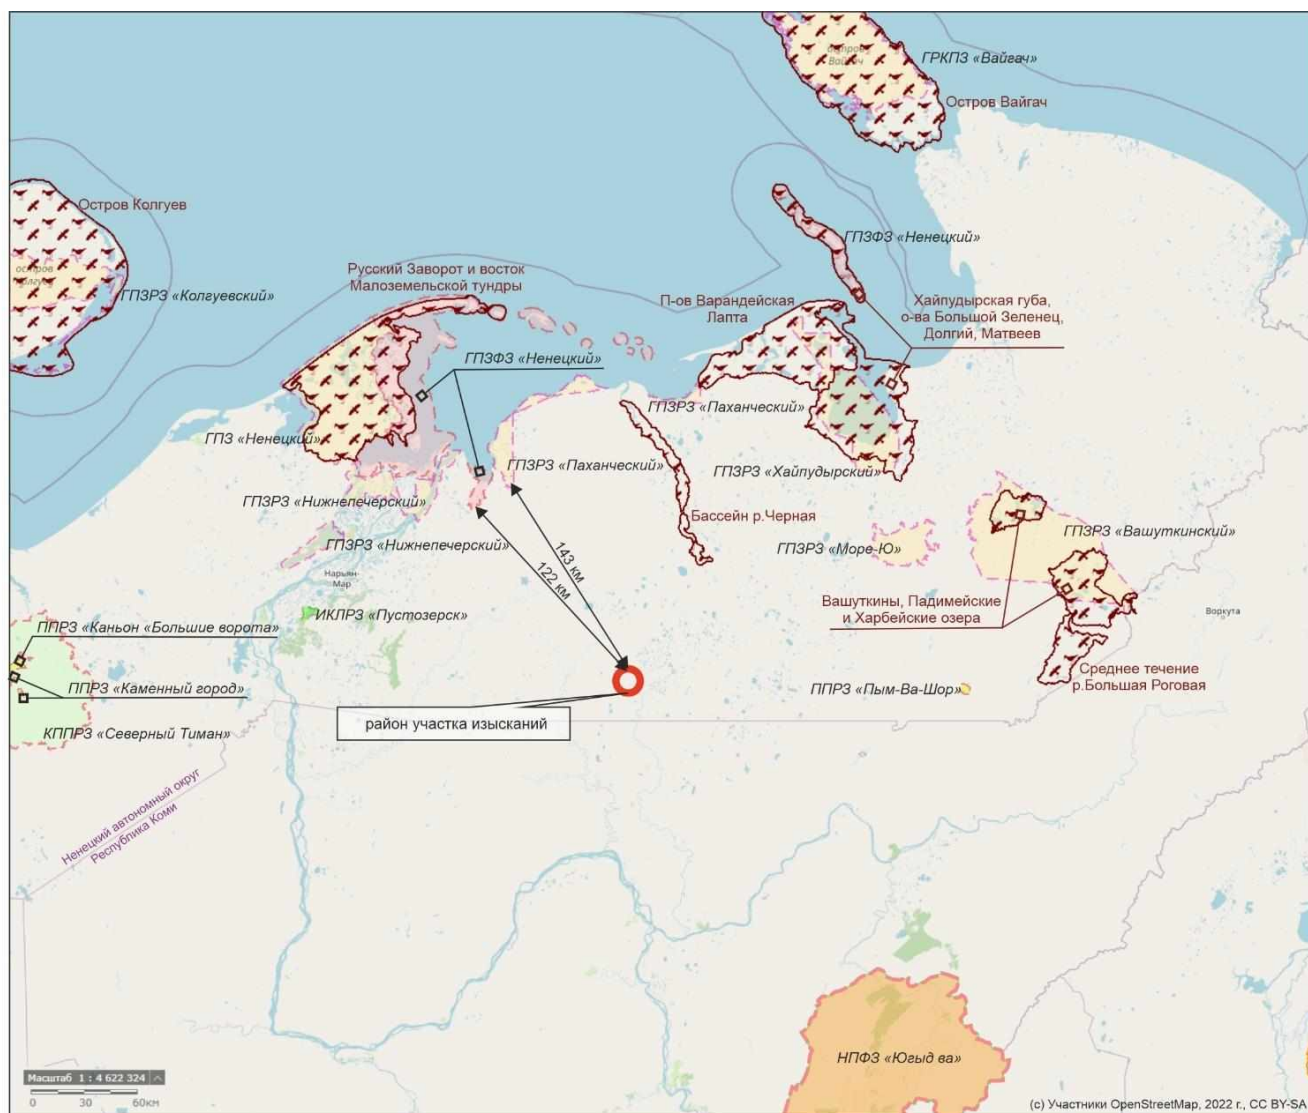 остров
Вайгач
ГРКПЗ «Вайгач»
Остров Вайгач
Остров Колгуев
остров
ГПЗРЗ «Колгуевский»
ГПЗФЗ «Ненецкий»
Русский Заворот и восток
Малоземельской тундры
П-ов Варандейская
Лапта
Хайпудырская губа,
о-ва Большой Зеленец,
Долгий, Матвеев
ГПЗФЗ «Ненецкий»
ГПЗРЗ «Паханческий»
ГПЗ «Ненецкий»
ГПЗРЗ «Паханческий»
ГПЗРЗ «Хайпудырский»
ГПЗРЗ «Нижнепечерский»
Бассейн р.Черная
ГПЗРЗ «Вашуткинский»
ГПЗРЗ «Нижнепечерский»
ГПЗРЗ «Море-Ю»
143 км
122 км
Нарьян-
Мар
ИКЛРЗ «Пустозерск»
Вашуткины, Падимейские
и Харбейские озера
Воркута
ППРЗ «Каньон «Большие ворота»
ППРЗ «Каменный город»
Среднее течение
р.Большая Роговая
ППРЗ «Пым-Ва-Шор»
район участка изысканий
КППРЗ «Северный Тиман»
Ненецкий автономный округ
Республика Коми
НПФЗ «Югыд ва»
Масштаб 1 : 4 622 324
0 30 60км
(с) Участники OpenStreetMap, 2022 г., CC BY-SA